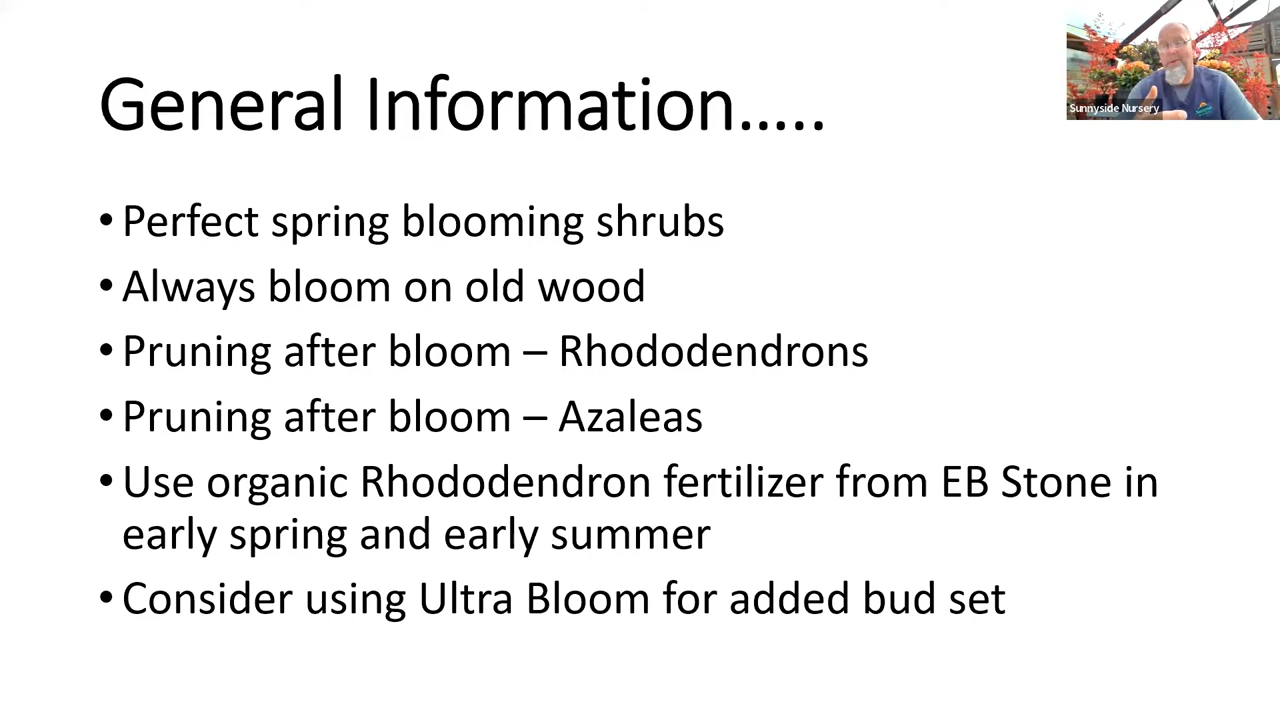 General Information…..
Sunnyside Nursery
• Perfect spring blooming shrubs
• Always bloom on old wood
• Pruning after bloom – Rhododendrons
• Pruning after bloom – Azaleas
• Use organic Rhododendron fertilizer from EB Stone in
early spring and early summer
• Consider using Ultra Bloom for added bud set